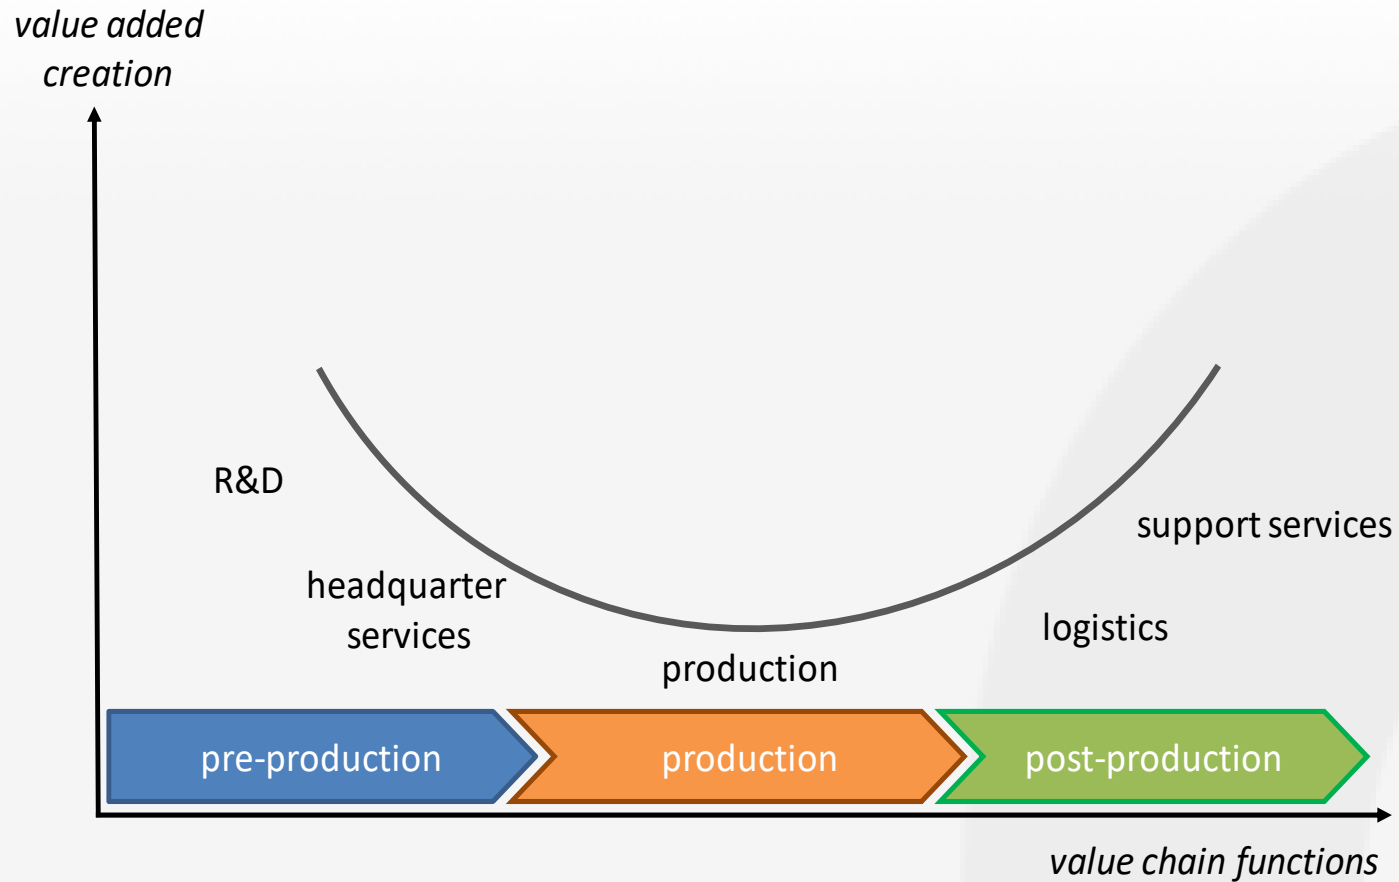 value added
creation
R&D
support services
headquarter
services
logistics
production
pre-production
production
post-production
value chain functions